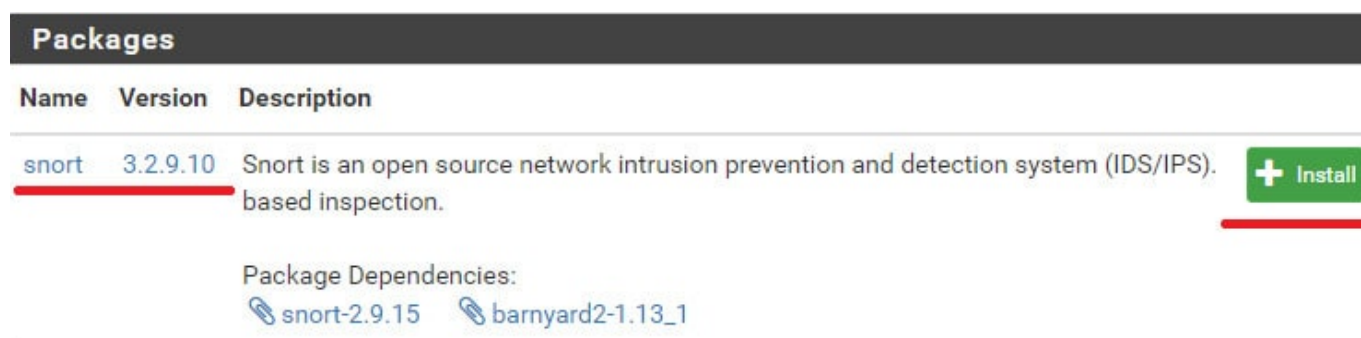 Packages
Name Version Description
snort 3.2.9.10 Snort is an open source network intrusion prevention and detection system (IDS/IPS). Install
based inspection.
Package Dependencies:
snort-2.9.15 barnyard2-1.13_1